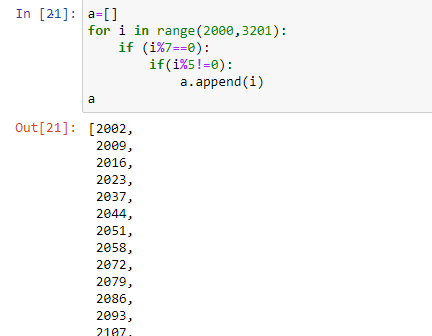 In [21]: a=[]
for i in range(2000,3201):
    if (i%7==0):
        if(i%5!=0):
            a.append(i)
a
Out[21]: [2002,
2009,
2016,
2023,
2037,
2044,
2051,
2058,
2072,
2079,
2086,
2093,
2107,